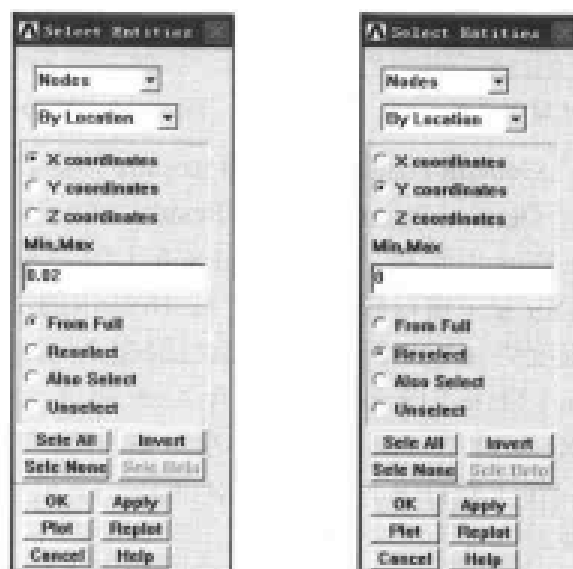 Select Entities
Nodes
By Location
X coordinates
Y coordinates
Z coordinates
Min,Max
0.02
From Full
Reselect
Also Select
Unselect
Sele All Invert
Sele None Sele Help
OK Apply
Plot Replot
Cancel Help
Select Entities
Nodes
By Location
X coordinates
Y coordinates
Z coordinates
Min,Max
0
From Full
Reselect
Also Select
Unselect
Sele All Invert
Sele None Sele Help
OK Apply
Plot Replot
Cancel Help